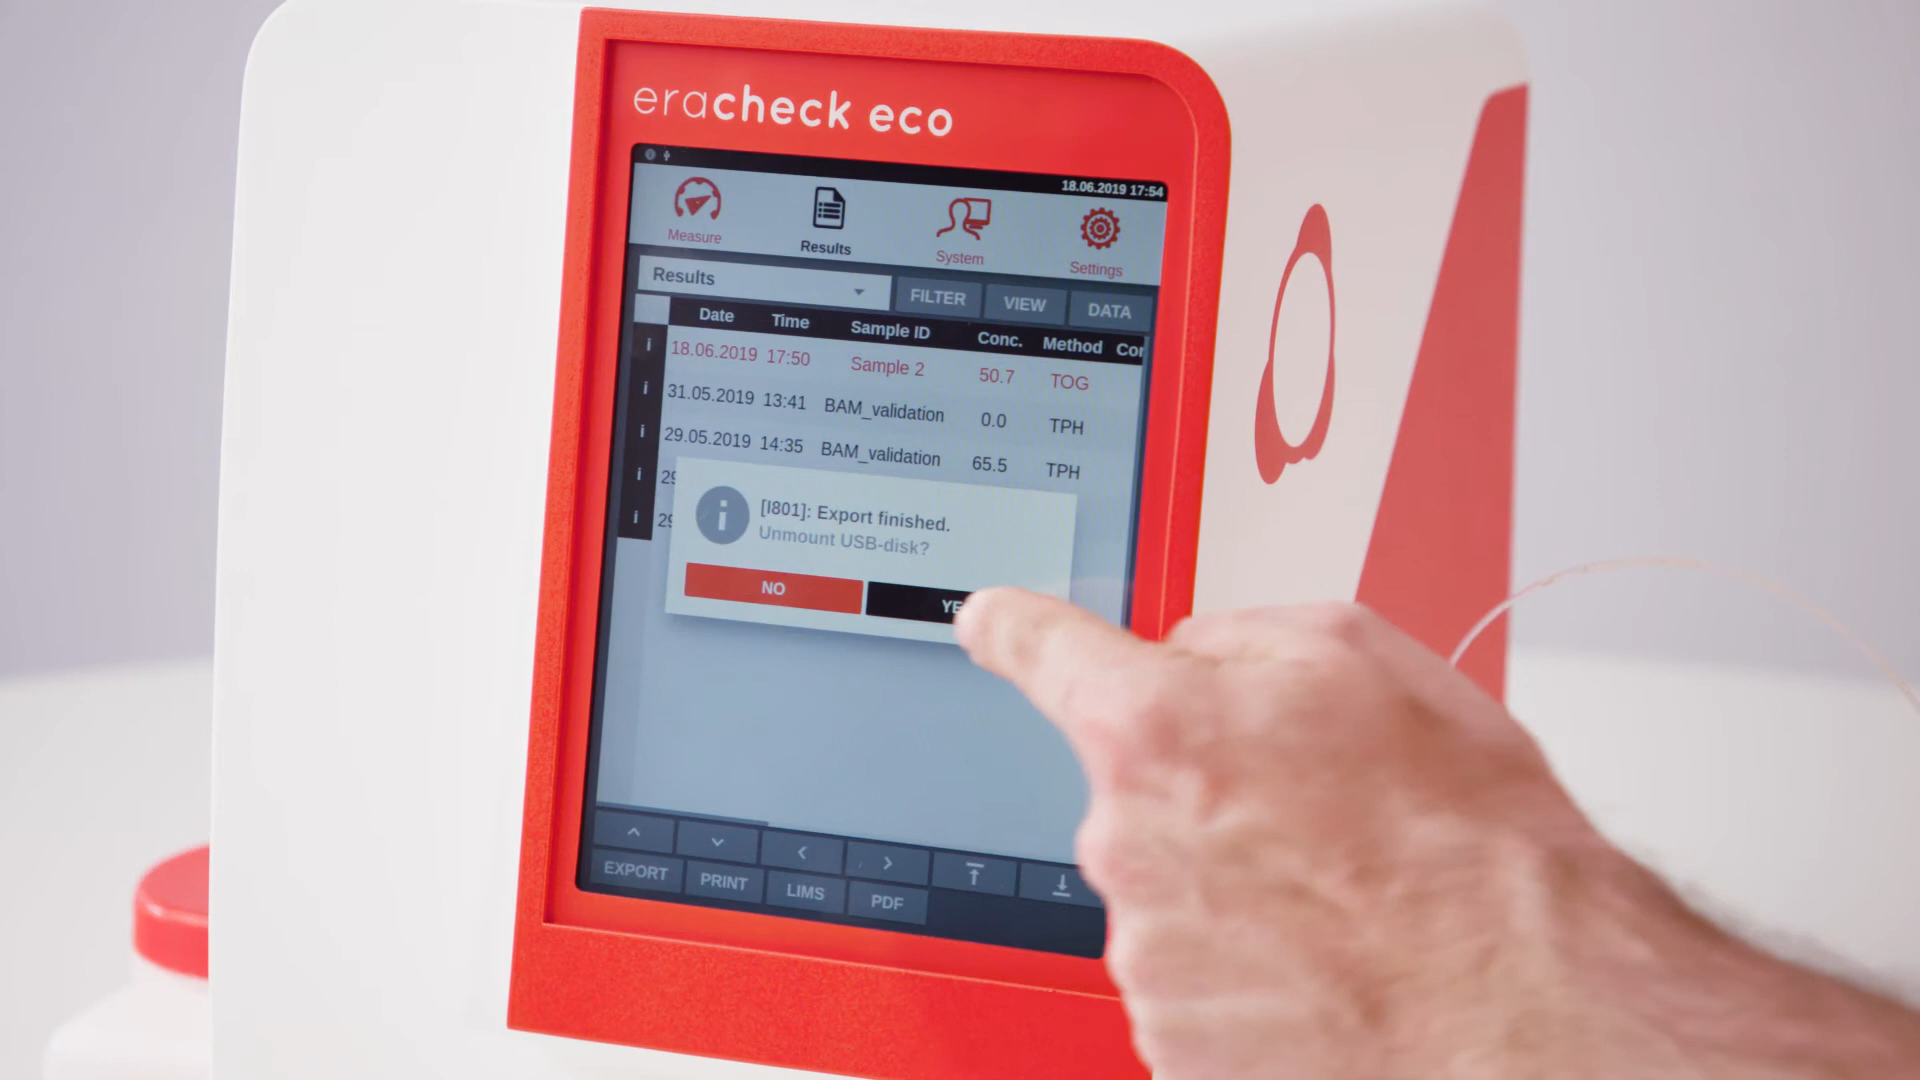 eracheck eco
18.06.2019 17:54
Measure Results System Settings
Results FILTER VIEW DATA
Date Time Sample ID Conc. Method
i 18.06.2019 17:50 Sample 2 50.7 TOG
i 31.05.2019 13:41 BAM_validation 0.0 TPH
i 29.05.2019 14:35 BAM_validation 65.5 TPH
i 29
i 29
[I801]: Export finished.
Unmount USB-disk?
NO
EXPORT PRINT LIMS PDF